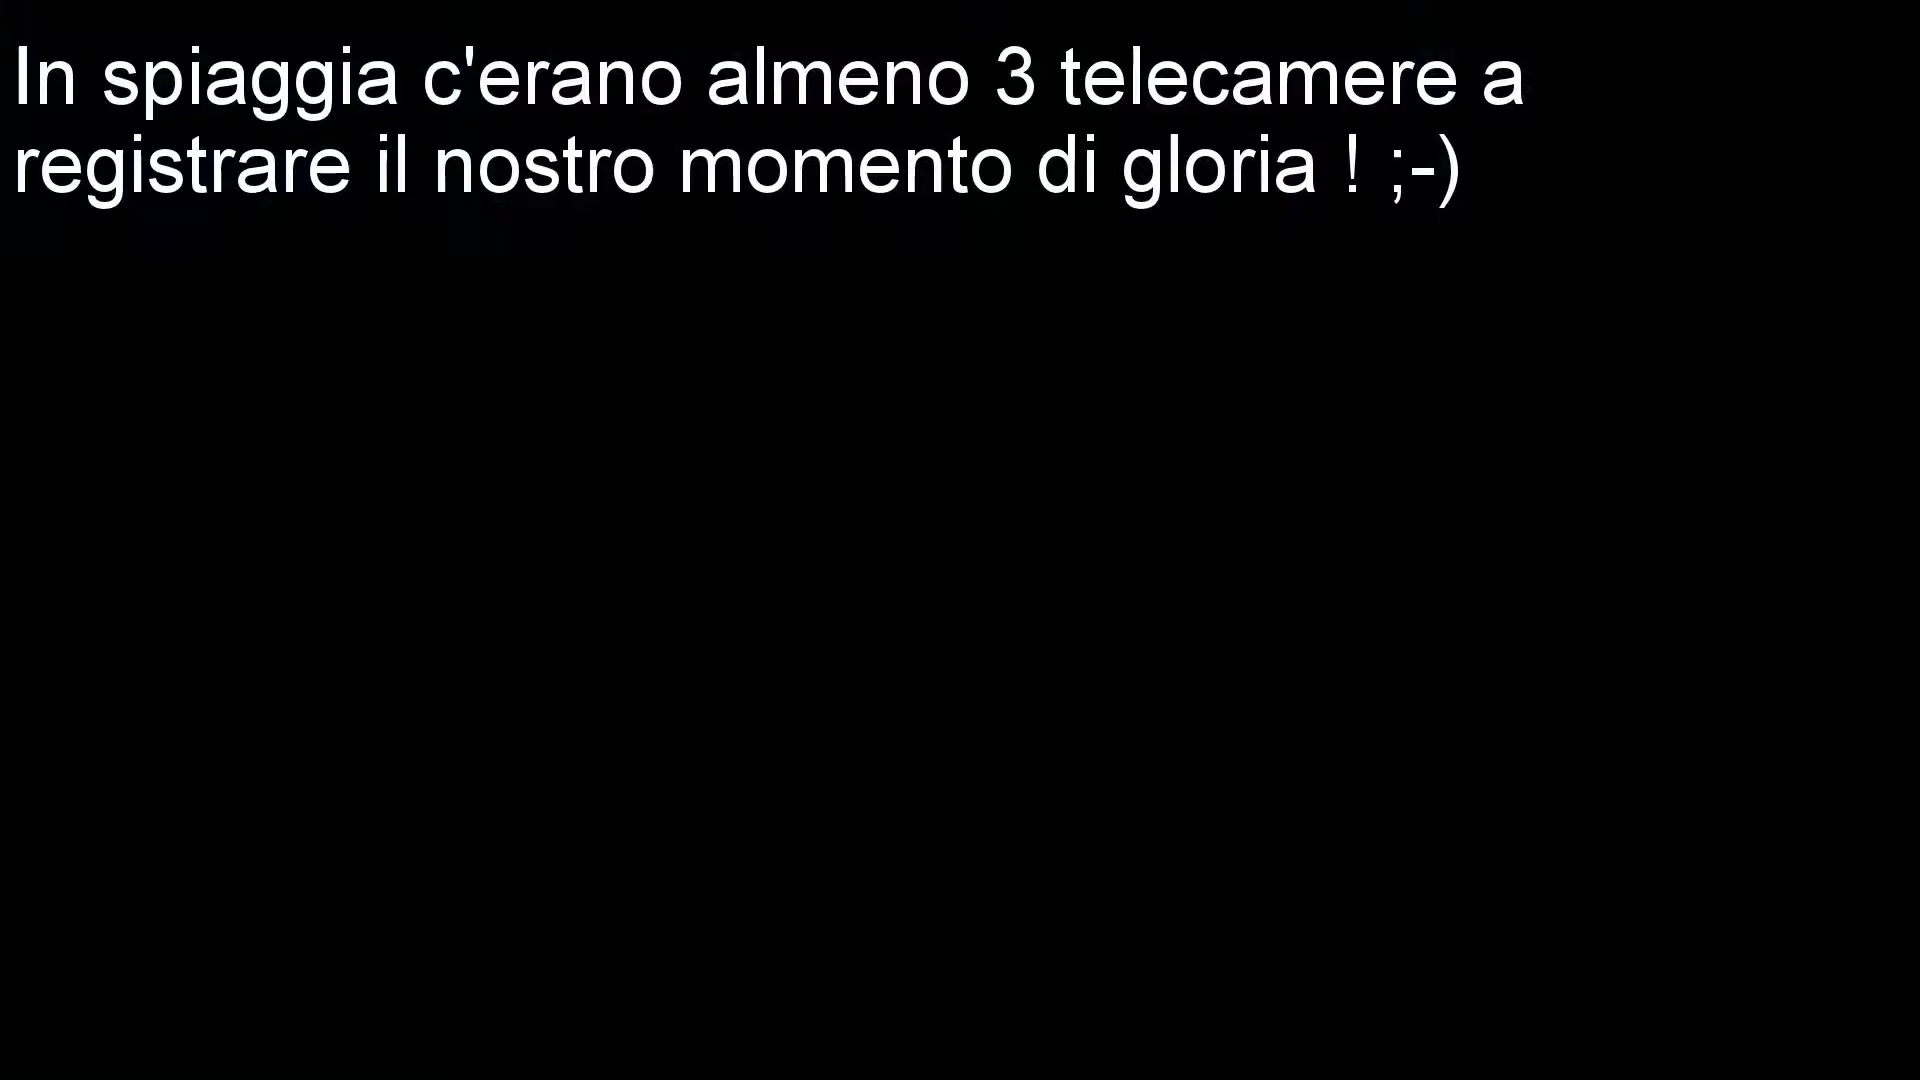 In spiaggia c'erano almeno 3 telecamere a
registrare il nostro momento di gloria ! ;-)